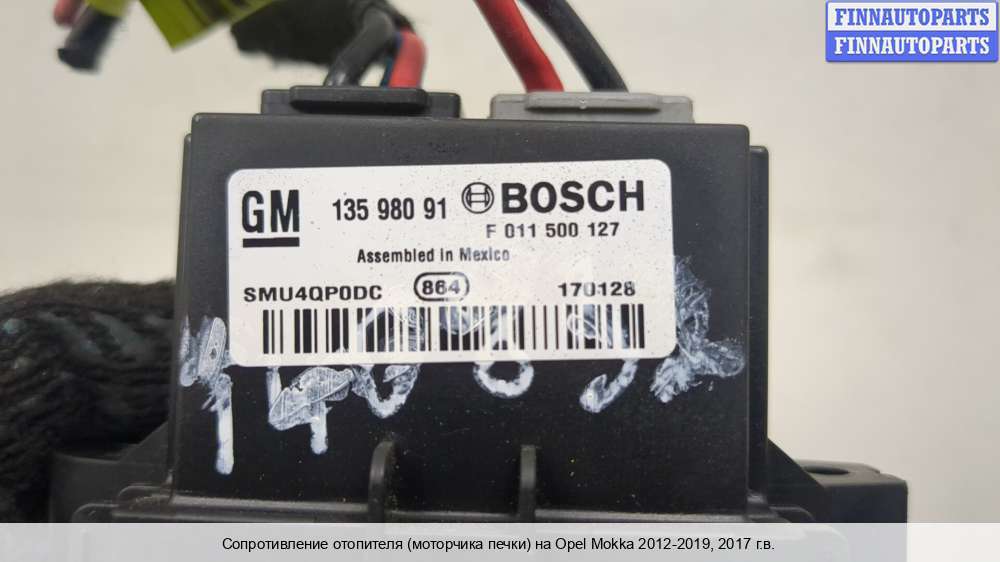 FINNAUTOPARTS
FINNAUTOPARTS
GM 135 980 91 BOSCH
F 011 500 127
Assembled in Mexico
SMU4QP0DC 864 170128
Сопротивление отопителя (моторчика печки) на Opel Mokka 2012-2019, 2017 г.в.